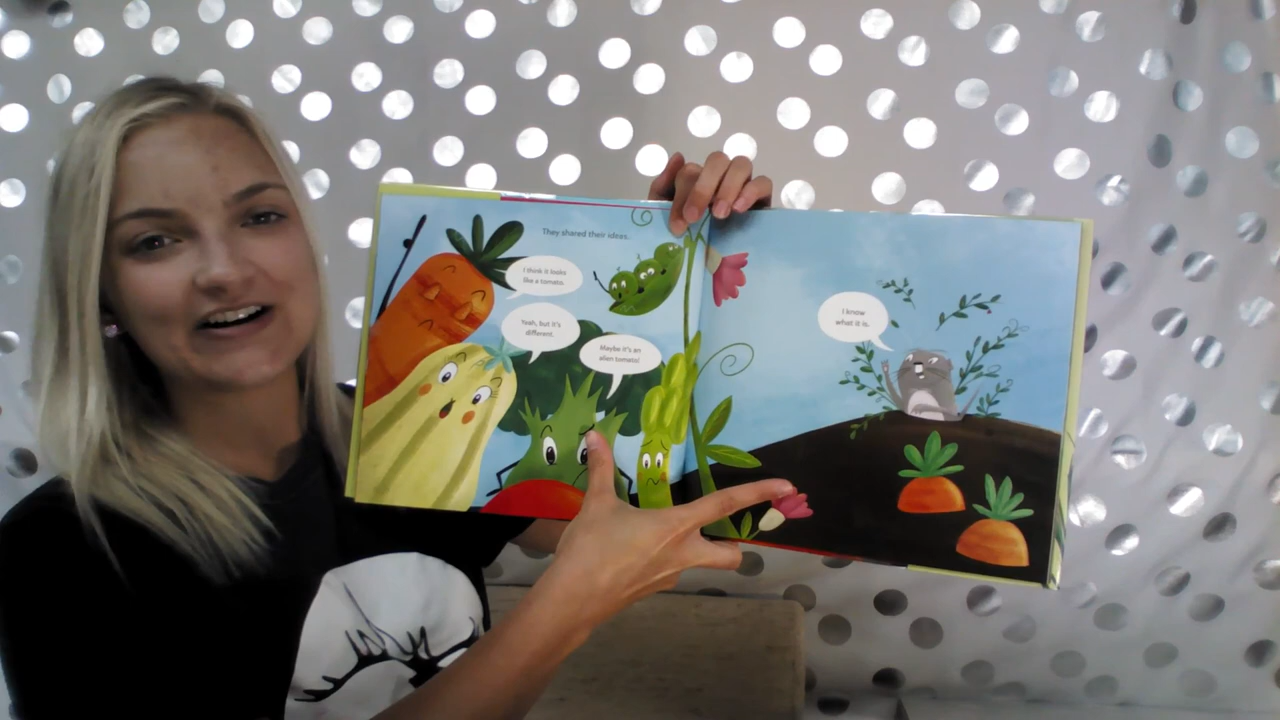 They shared their ideas.
I think it looks
like a tomato.
Yeah, but it's
different.
Maybe it's an
alien tomato!
I know
what it is.